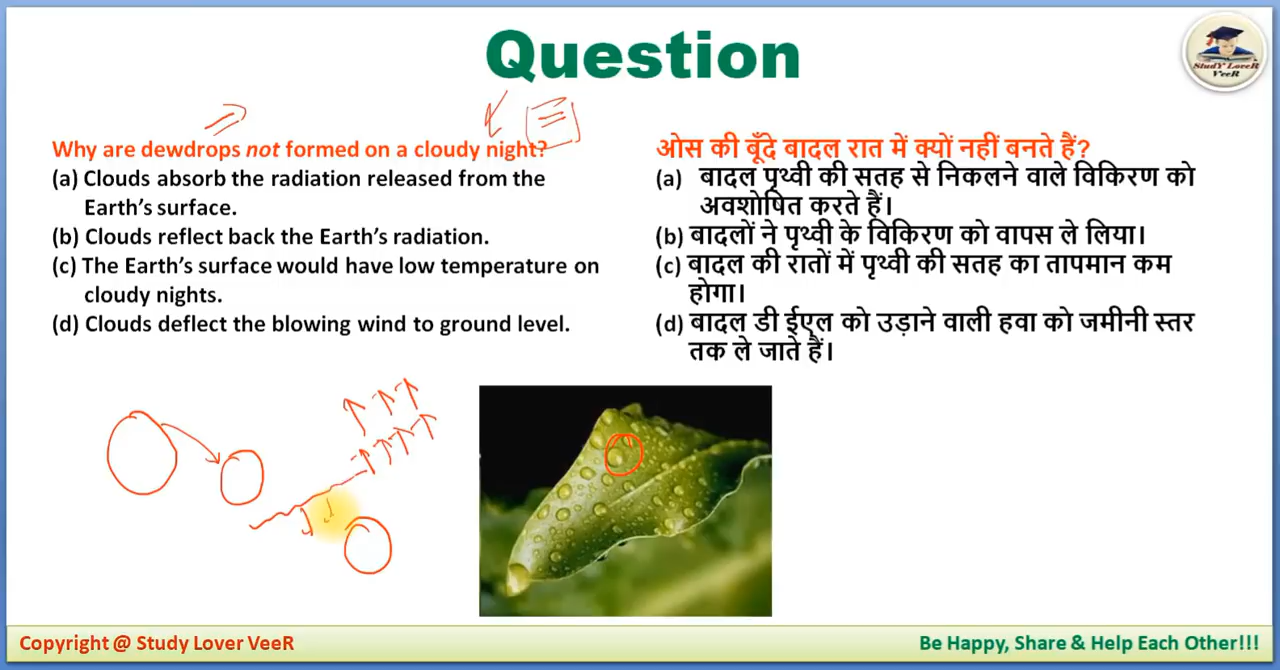 Question
StudY LoveR
VeeR
Why are dewdrops not formed on a cloudy night?
(a) Clouds absorb the radiation released from the
Earth's surface.
(b) Clouds reflect back the Earth's radiation.
(c) The Earth's surface would have low temperature on
cloudy nights.
(d) Clouds deflect the blowing wind to ground level.
ओस की बूँदे बादल रात में क्यों नहीं बनते हैं?
(a) बादल पृथ्वी की सतह से निकलने वाले विकिरण को
अवशोषित करते हैं।
(b) बादलों ने पृथ्वी के विकिरण को वापस ले लिया।
(c) बादल की रातों में पृथ्वी की सतह का तापमान कम
होगा।
(d) बादल डी ईएल को उड़ाने वाली हवा को जमीनी स्तर
तक ले जाते हैं।
Copyright @ Study Lover VeeR
Be Happy, Share & Help Each Other!!!